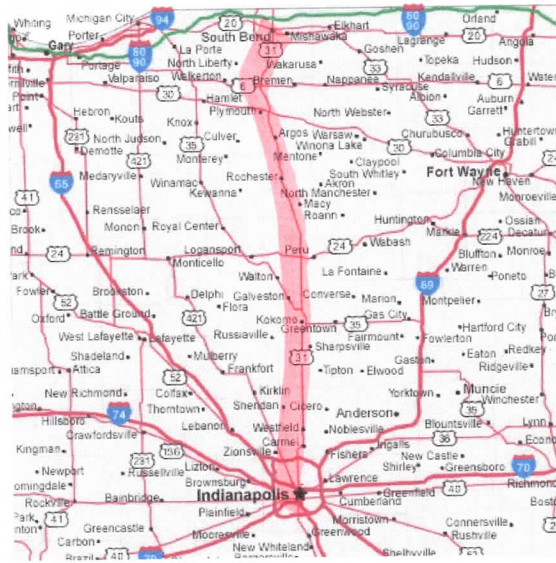 Whiting
Michigan City
94
20
20
80
90
Orland
Porter
South Bend
Elkhart
Gary
La Porte
Mishawaka
Lagrange
Angola
80
90
31
Goshen
Portage
North Liberty
Wakarusa
Topeka
Hudson
33
Valparaiso
Walkerton
6
Bremen
Nappanee
Kendallville
6
Point
30
Hamlet
Syracuse
Albion
Auburn
Plymouth
North Webster
Garrett
Hebron
Kouts
Knox
33
231
North Judson
Culver
Argos
Warsaw
Churubusco
Huntertown
Demotte
421
35
Mentone
Winona Lake
30
Grabill
Monterey
Claypool
Columbia City
65
Medaryville
Rochester
South Whitley
Fort Wayne
Winamac
Akron
New Haven
41
Kewanna
North Manchester
Monroeville
Rensselaer
Macy
Roann
Huntington
Ossian
Brook
Monon
Royal Center
Markle
224
Decatur
24
Remington
Logansport
Peru
24
Wabash
Bluffton
Monroe
Monticello
Warren
La Fontaine
Poneto
Walton
69
Fowler
Brookston
Delphi
Galveston
Converse
Marion
Montpelier
27
52
Flora
Oxford
Battle Ground
421
Kokomo
Gas City
Greentown
35
Hartford City
West Lafayette
Lafayette
Russiaville
Fairmount
Fowlerton
Sharpsville
Redkey
Shadeland
Mulberry
31
Gaston
Eaton
Ridgeville
Attica
52
Frankfort
Tipton
Elwood
Muncie
New Richmond
Colfax
Kirklin
Yorktown
Winchester
74
Thorntown
Cicero
Anderson
35
Hillsboro
Lebanon
Noblesville
Blountsville
Lynn
Crawfordsville
Westfield
36
Carmel
Ingalls
Kingman
136
Zionsville
Fishers
New Castle
70
231
Shirley
Greensboro
Newport
Russellville
Brownsburg
Lawrence
Richmond
Indianapolis
Greenfield
40
Rockville
Bainbridge
Cumberland
Plainfield
41
Morristown
Connersville
Greencastle
Greenwood
Rushville
Carbon
Mooresville
40
Brazil
New Whiteland
Shelbyville